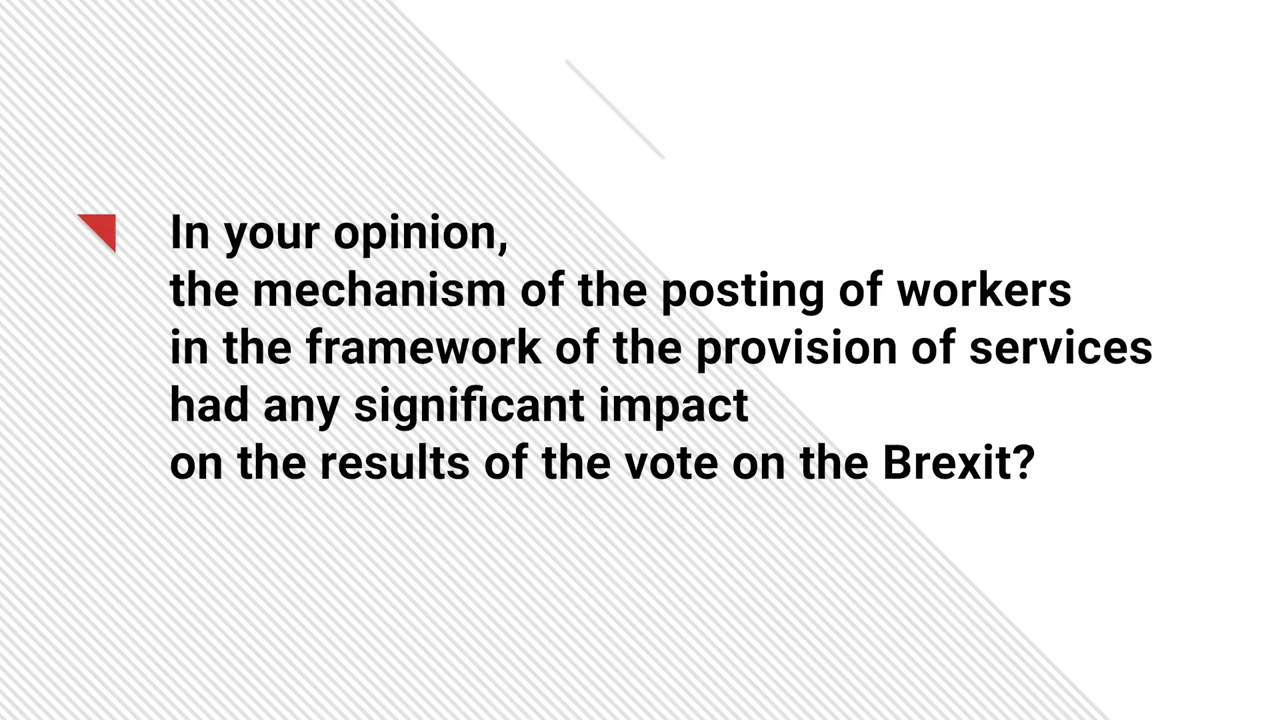 In your opinion,
the mechanism of the posting of workers
in the framework of the provision of services
had any significant impact
on the results of the vote on the Brexit?